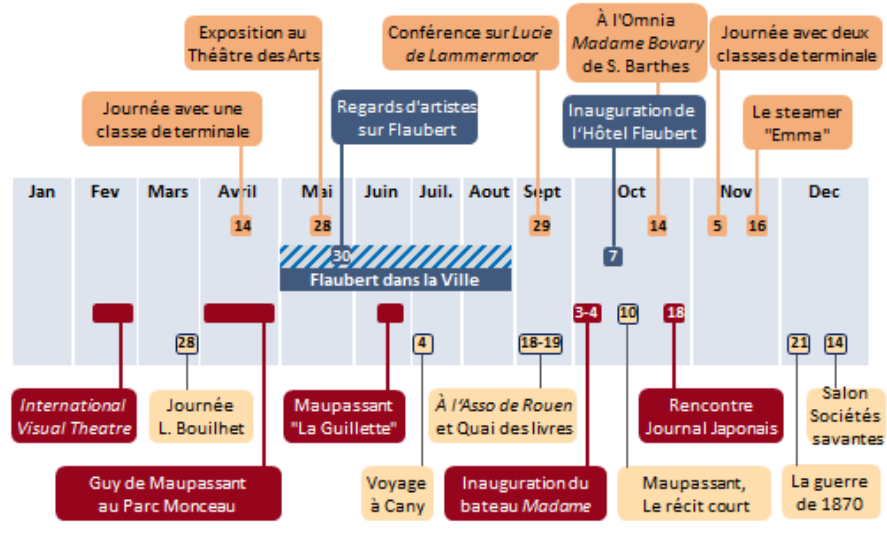 Exposition au
Théâtre des Arts
Conférence sur Lucie
de Lammermoor
À l'Omnia
Madame Bovary
de S. Barthes
Journée avec deux
classes de terminale
Journée avec une
classe de terminale
Regards d'artistes
sur Flaubert
Inauguration de
l'Hôtel Flaubert
Le steamer
"Emma"
Jan Fev Mars Avril Mai Juin Juil. Aout Sept Oct Nov Dec
14 28 29 14 5 16
30 7
Flaubert dans la Ville
3-4 10 18
28 4 18-19 21 14
International
Visual Theatre
Journée
L. Bouilhet
Maupassant
"La Guillette"
À l'Asso de Rouen
et Quai des livres
Rencontre
Journal Japonais
Salon
Sociétés
savantes
Guy de Maupassant
au Parc Monceau
Voyage
à Cany
Inauguration du
bateau Madame
Maupassant,
Le récit court
La guerre
de 1870